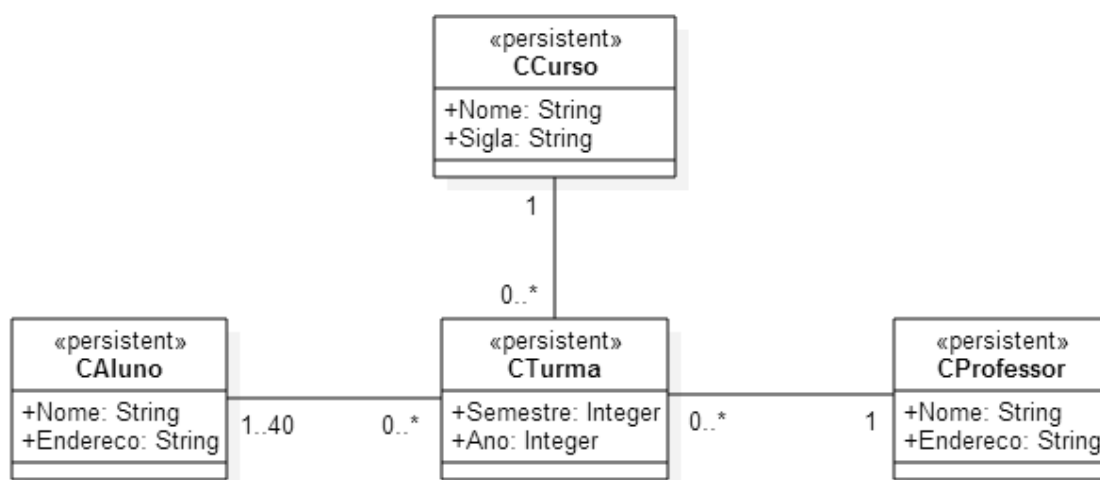 «persistent»
CCurso
+Nome: String
+Sigla: String
1
0..*
«persistent»
CAluno
+Nome: String
+Endereco: String
1..40
0..*
«persistent»
CTurma
+Semestre: Integer
+Ano: Integer
0..*
1
«persistent»
CProfessor
+Nome: String
+Endereco: String